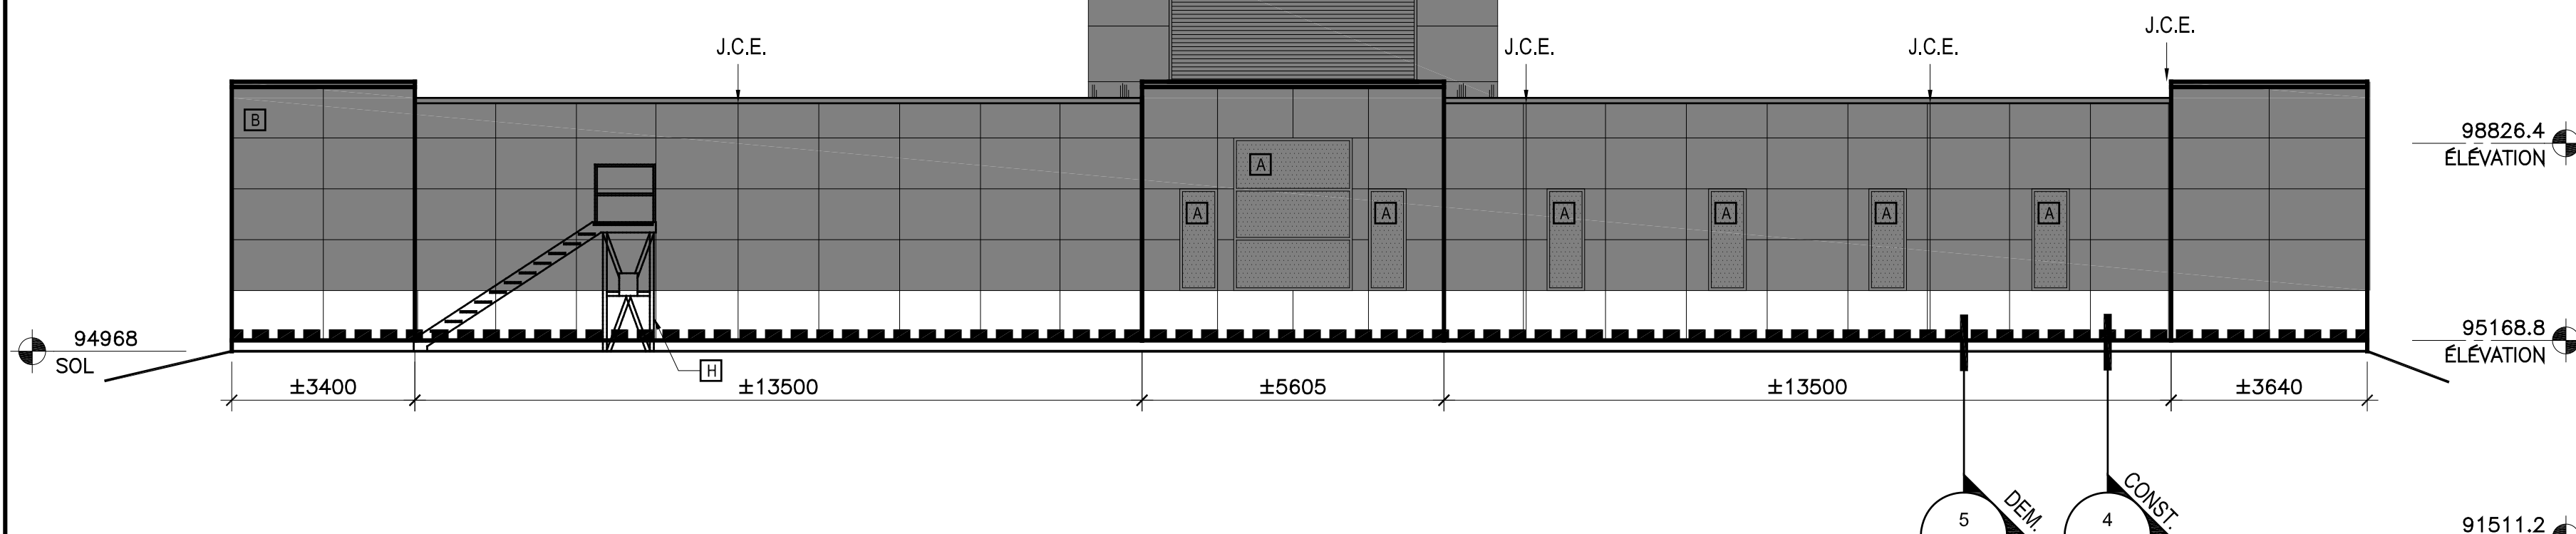 J.C.E.
J.C.E.
J.C.E.
J.C.E.
B
A
A
A
A
A
A
A
98826.4
ÉLÉVATION
94968
SOL
95168.8
ÉLÉVATION
H
±3400
±13500
±5605
±13500
±3640
5
DEM.
4
CONST.
91511.2